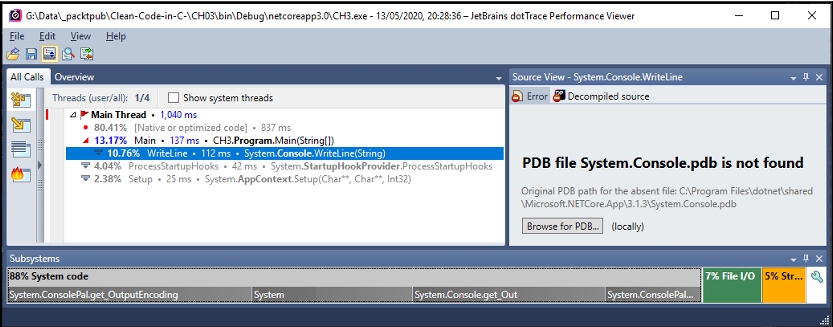 G:\Data\_packtpub\Clean-Code-in-C-\CH03\bin\Debug\netcoreapp3.0\CH3.exe - 13/05/2020, 20:28:36 – JetBrains dotTrace Performance Viewer
File Edit View Help
All Calls Overview
Threads (user/all): 1/4 Show system threads
Main Thread • 1,040 ms
80.41% [Native or optimized code] • 837 ms
13.17% Main • 137 ms • CH3.Program.Main(String[])
10.76% WriteLine • 112 ms • System.Console.WriteLine(String)
4.04% ProcessStartupHooks • 42 ms • System.StartupHookProvider.ProcessStartupHooks
2.38% Setup • 25 ms • System.AppContext.Setup(Char**, Char**, Int32)
Source View - System.Console.WriteLine
Error Decompiled source
PDB file System.Console.pdb is not found
Original PDB path for the absent file: C:\Program Files\dotnet\shared
\Microsoft.NETCore.App\3.1.3\System.Console.pdb
Browse for PDB... (locally)
Subsystems
88% System code 7% File I/O 5% Str...
System.ConsolePal.get_OutputEncoding System System.Console.get_Out System.ConsolePal...